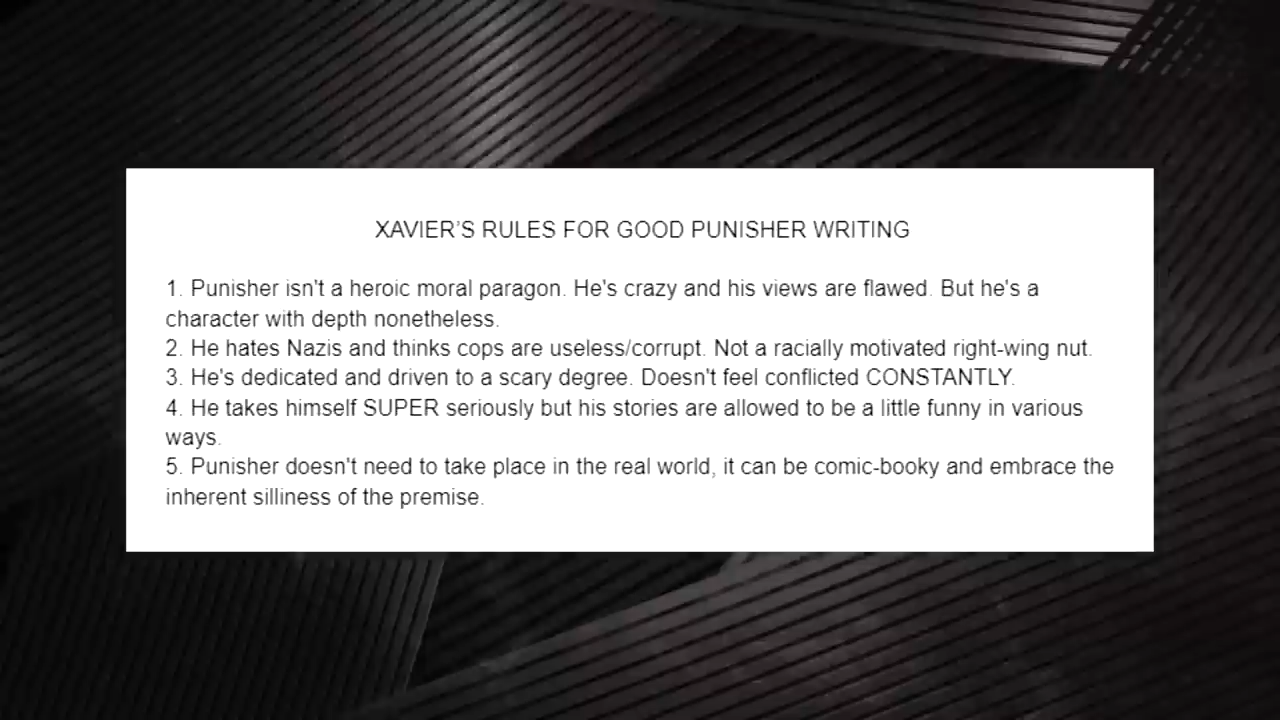 XAVIER'S RULES FOR GOOD PUNISHER WRITING
1. Punisher isn't a heroic moral paragon. He's crazy and his views are flawed. But he's a
character with depth nonetheless.
2. He hates Nazis and thinks cops are useless/corrupt. Not a racially motivated right-wing nut.
3. He's dedicated and driven to a scary degree. Doesn't feel conflicted CONSTANTLY.
4. He takes himself SUPER seriously but his stories are allowed to be a little funny in various
ways.
5. Punisher doesn't need to take place in the real world, it can be comic-booky and embrace the
inherent silliness of the premise.